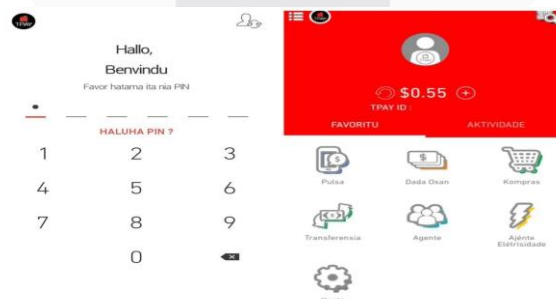 TPAY
Hallo,
Benvindu
Favor hatama ita nia PIN
HALUHA PIN ?
1 2 3
4 5 6
7 8 9
0
$0.55
TPAY ID :
FAVORITU AKTIVIDADE
Pulsa Dada Osan Kompras
Transferensia Agente Ajénte Eletrisidade